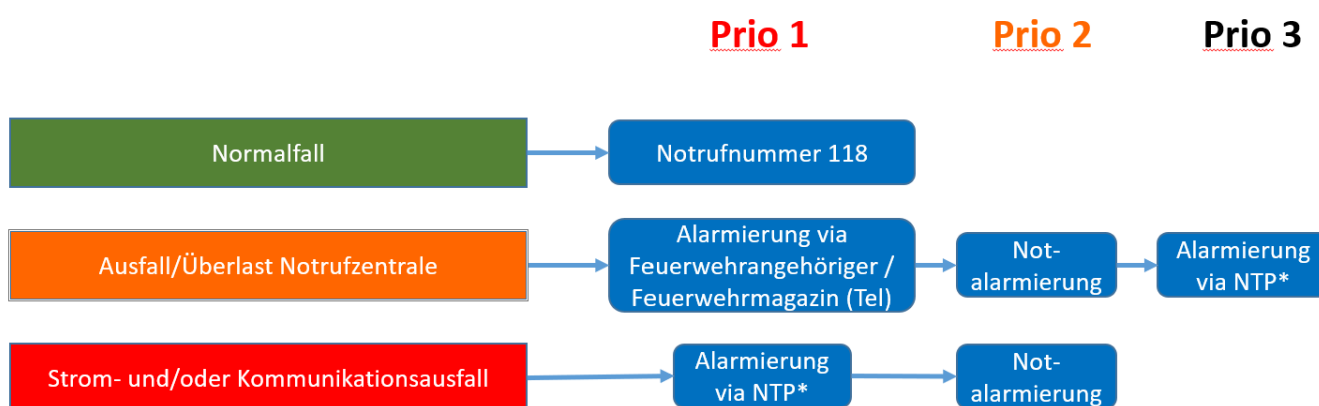 Prio 1
Prio 2
Prio 3
Normalfall
Notrufnummer 118
Ausfall/Überlast Notrufzentrale
Alarmierung via
Feuerwehrangehöriger /
Feuerwehrmagazin (Tel)
Not-
alarmierung
Alarmierung
via NTP*
Strom- und/oder Kommunikationsausfall
Alarmierung
via NTP*
Not-
alarmierung